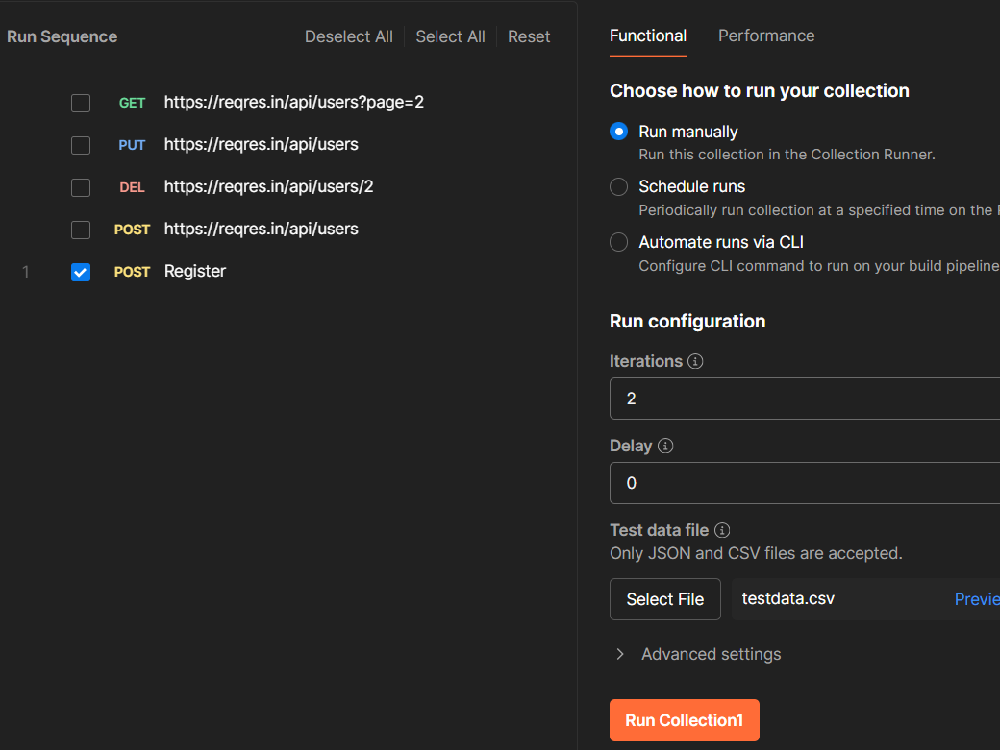 Run Sequence
Deselect All
Select All
Reset
GET https://reqres.in/api/users?page=2
PUT https://reqres.in/api/users
DEL https://reqres.in/api/users/2
POST https://reqres.in/api/users
1 POST Register
Functional
Performance
Choose how to run your collection
Run manually
Run this collection in the Collection Runner.
Schedule runs
Periodically run collection at a specified time on the
Automate runs via CLI
Configure CLI command to run on your build pipeline
Run configuration
Iterations
2
Delay
0
Test data file
Only JSON and CSV files are accepted.
Select File
testdata.csv
Previe
Advanced settings
Run Collection1